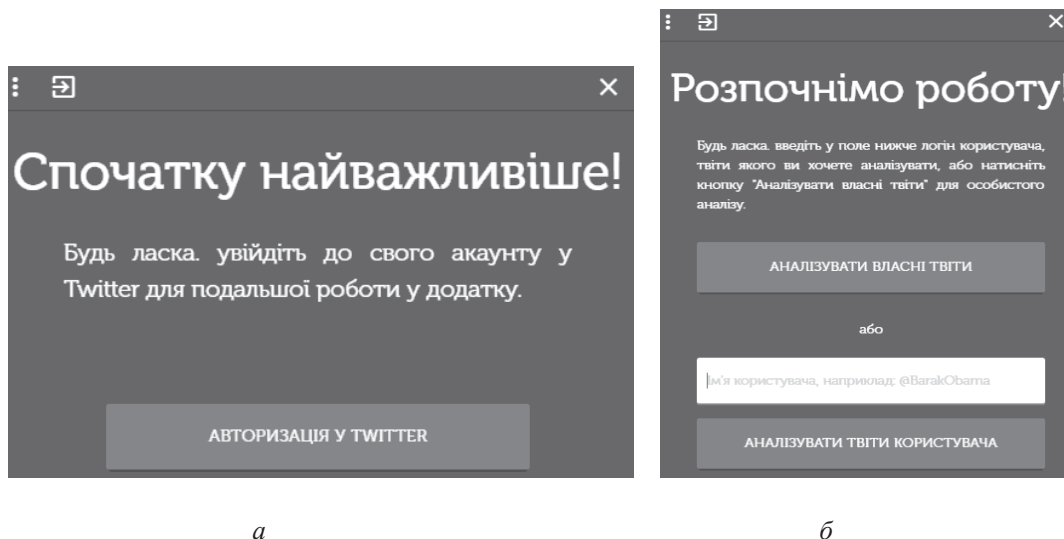 Спочатку найважливіше!
Будь ласка. увійдіть до свого акаунту у
Twitter для подальшої роботи у додатку.
АВТОРИЗАЦІЯ У TWITTER
а
Розпочнімо роботу!
Будь ласка. введіть у поле нижче логін користувача,
твіти якого ви хочете аналізувати, або натисніть
кнопку "Аналізувати власні твіти" для особистого
аналізу.
АНАЛІЗУВАТИ ВЛАСНІ ТВІТИ
або
Ім'я користувача, наприклад: @BarakObama
АНАЛІЗУВАТИ ТВІТИ КОРИСТУВАЧА
б